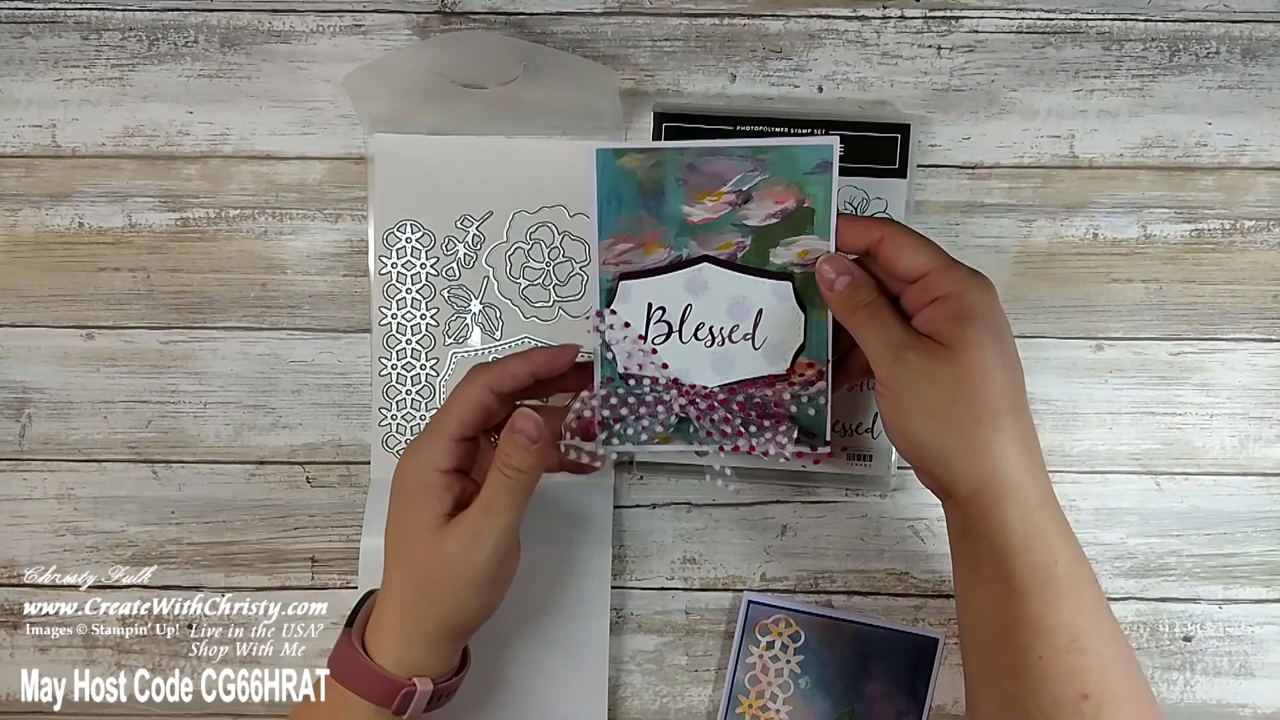 PHOTOPOLYMER STAMP SET
Blessed
essed
Christy Fulk
www.CreateWithChristy.com
Images © Stampin' Up!
Live in the USA?
Shop With Me
May Host Code CG66HRAT